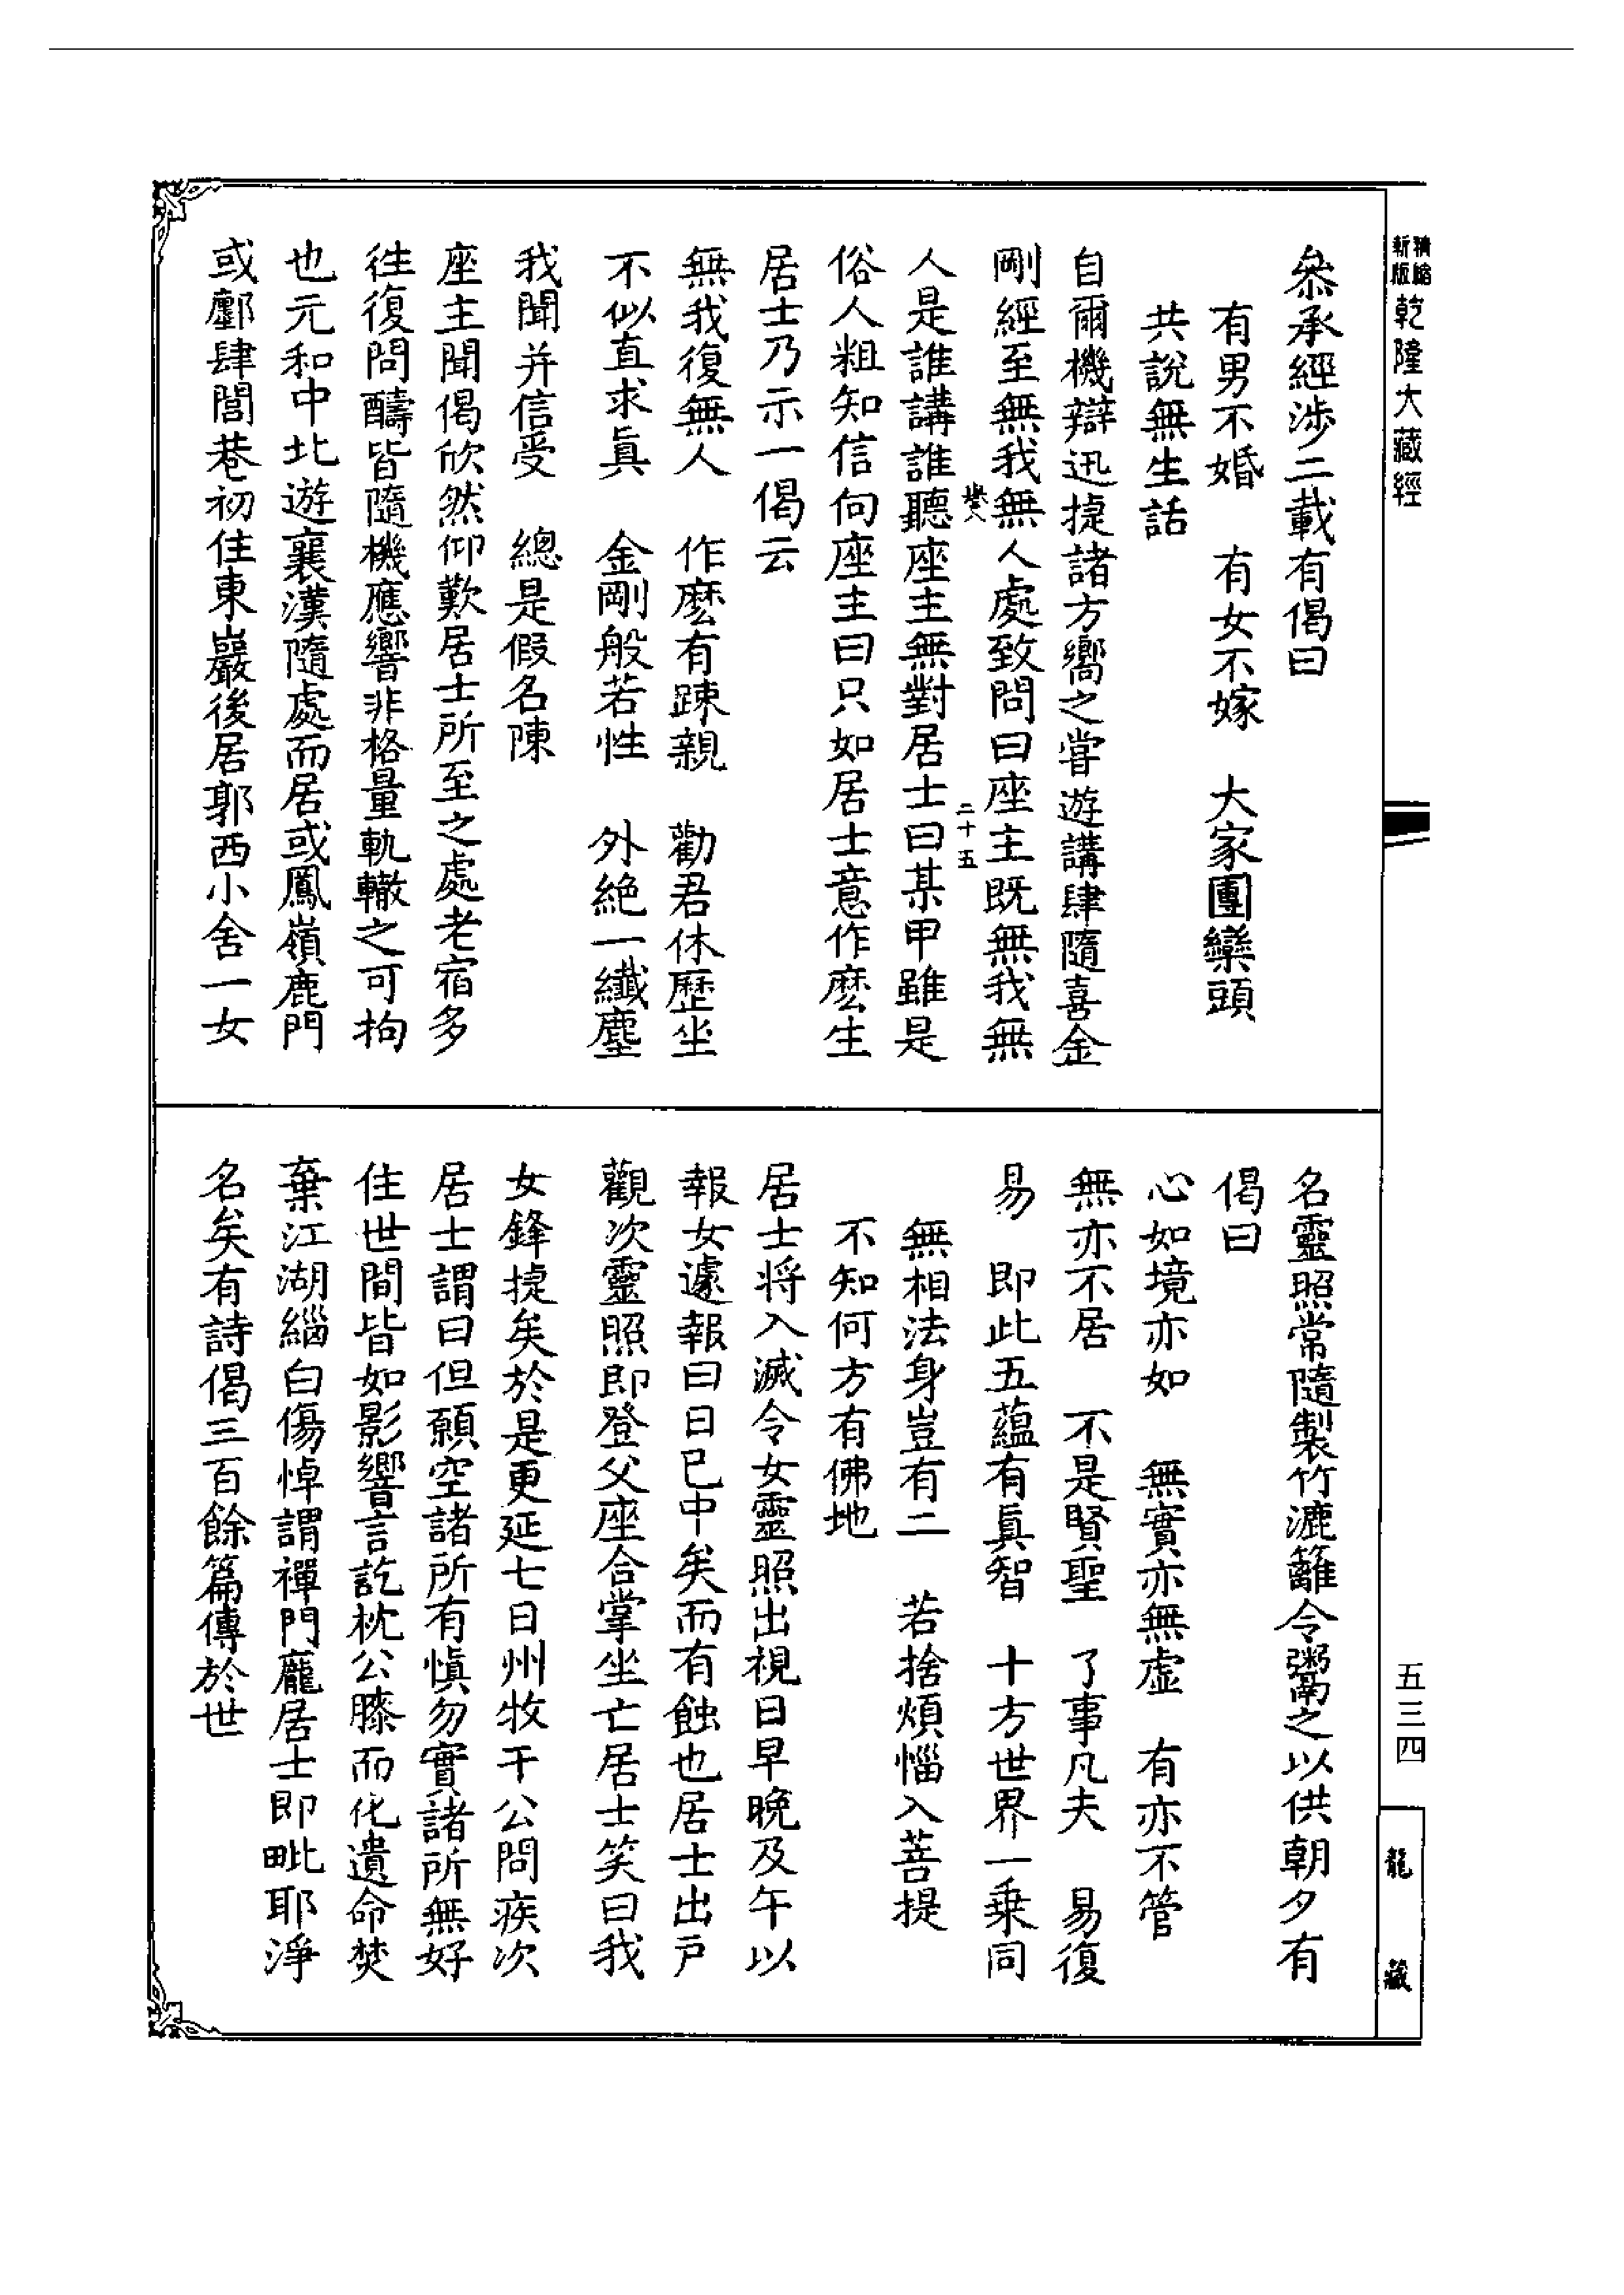 精縮
新版
乾隆大藏經
五三四
龍藏
叅承經涉二載有偈曰
有男不婚　有女不嫁　大家團欒頭
共說無生話
自爾機辯迅捷諸方嚮之甞遊講肆隨喜金
剛經至無我無人處致問曰座主既無我無
二十五
人是誰講誰聽座主無對居士曰某甲雖是
俗人粗知信向座主曰只如居士意作麽生
居士乃示一偈云
無我復無人　作麽有踈親　勸君休歷坐
不似直求眞　金剛般若性　外絶一纖塵
我聞并信受　總是假名陳
座主聞偈欣然仰歎居士所至之處老宿多
徃復問醻皆隨機應響非格量軌轍之可拘
也元和中北遊襄漢隨處而居或鳳嶺鹿門
或鄽肆閭巷初住東巖後居郭西小舍一女
名靈照常隨製竹漉籬令鬻之以供朝夕有
偈曰
心如境亦如　無實亦無虛　有亦不管
無亦不居　不是賢聖　了事凡夫　易復
易　即此五蘊有眞智　十方世界一乗同
無相法身豈有二　若捨煩惱入菩提
不知何方有佛地
居士將入滅令女靈照出視日早晚及午以
報女遽報曰日已中矣而有蝕也居士出戸
觀次靈照即登父座合掌坐亡居士笑曰我
女鋒捷矣於是更延七日州牧于公問疾次
居士謂曰但願空諸所有慎勿實諸所無好
住世間皆如影響言訖枕公膝而化遺命焚
棄江湖緇白傷悼謂禪門龐居士即毗耶淨
名矣有詩偈三百餘篇傳於世